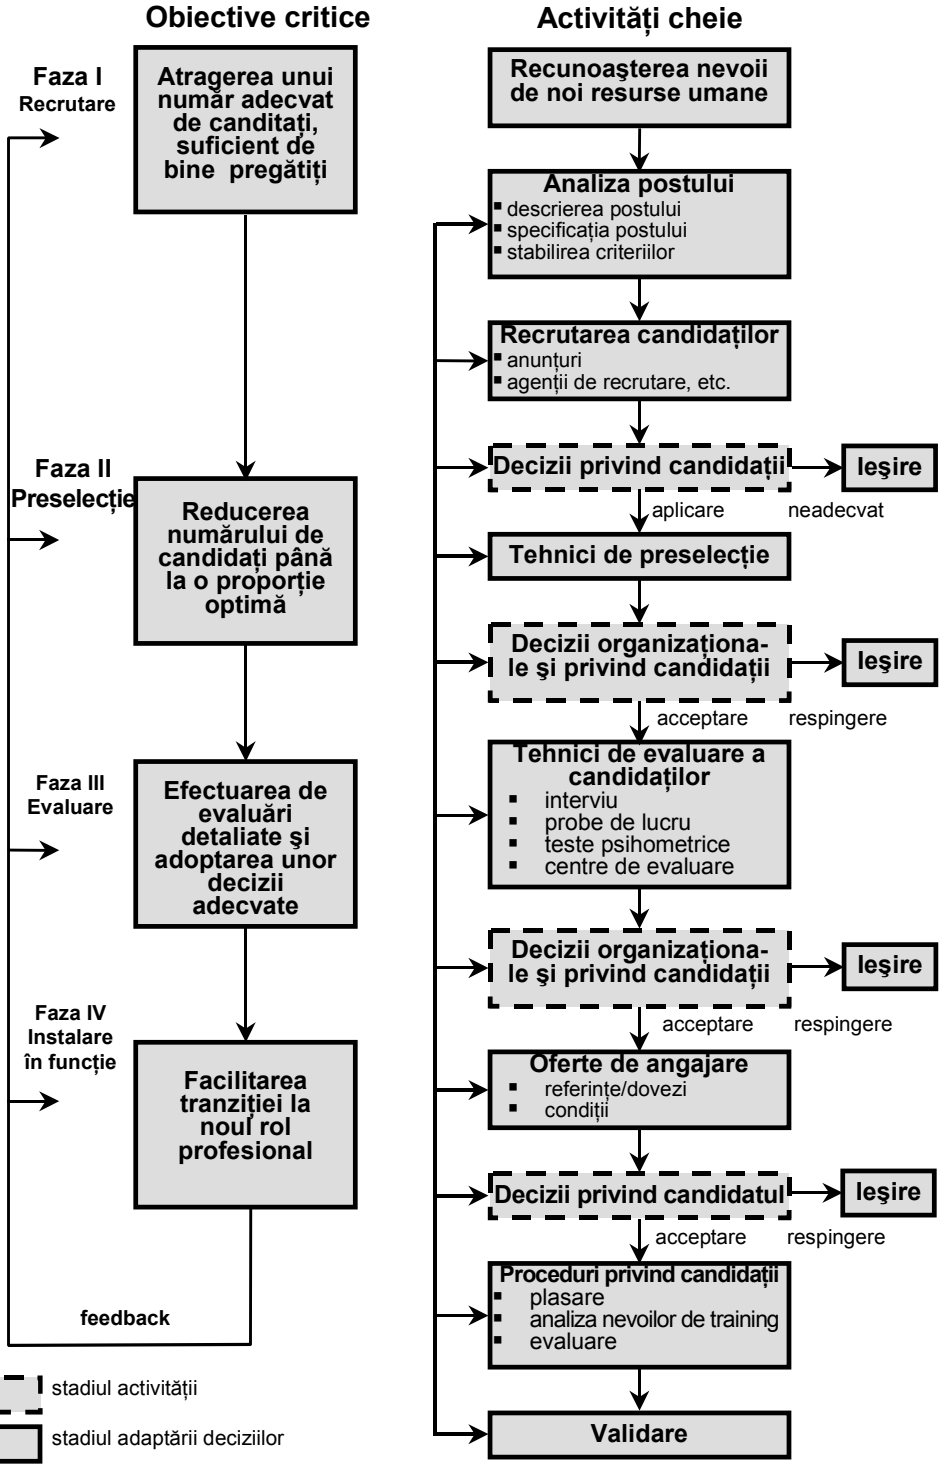 Obiective critice
Activități cheie
Faza I
Recrutare
Atragerea unui
număr adecvat
de canditați,
suficient de
bine pregătiți
Faza II
Preselecție
Reducerea
numărului de
candidați până
la o proporție
optimă
Faza III
Evaluare
Efectuarea de
evaluări
detaliate şi
adoptarea unor
decizii
adecvate
Faza IV
Instalare
în funcție
Facilitarea
tranziției la
noul rol
profesional
feedback
stadiul activității
stadiul adaptării deciziilor
Recunoaşterea nevoii
de noi resurse umane
Analiza postului
▪ descrierea postului
▪ specificația postului
▪ stabilirea criteriilor
Recrutarea candidaților
▪ anunțuri
▪ agenții de recrutare, etc.
Decizii privind candidații
Ieşire
aplicare
neadecvat
Tehnici de preselecție
Decizii organizaționa-
le şi privind candidații
Ieşire
acceptare
respingere
Tehnici de evaluare a
candidaților
▪ interviu
▪ probe de lucru
▪ teste psihometrice
▪ centre de evaluare
Decizii organizaționa-
le şi privind candidații
Ieşire
acceptare
respingere
Oferte de angajare
▪ referințe/dovezi
▪ condiții
Decizii privind candidatul
Ieşire
acceptare
respingere
Proceduri privind candidații
▪ plasare
▪ analiza nevoilor de training
▪ evaluare
Validare